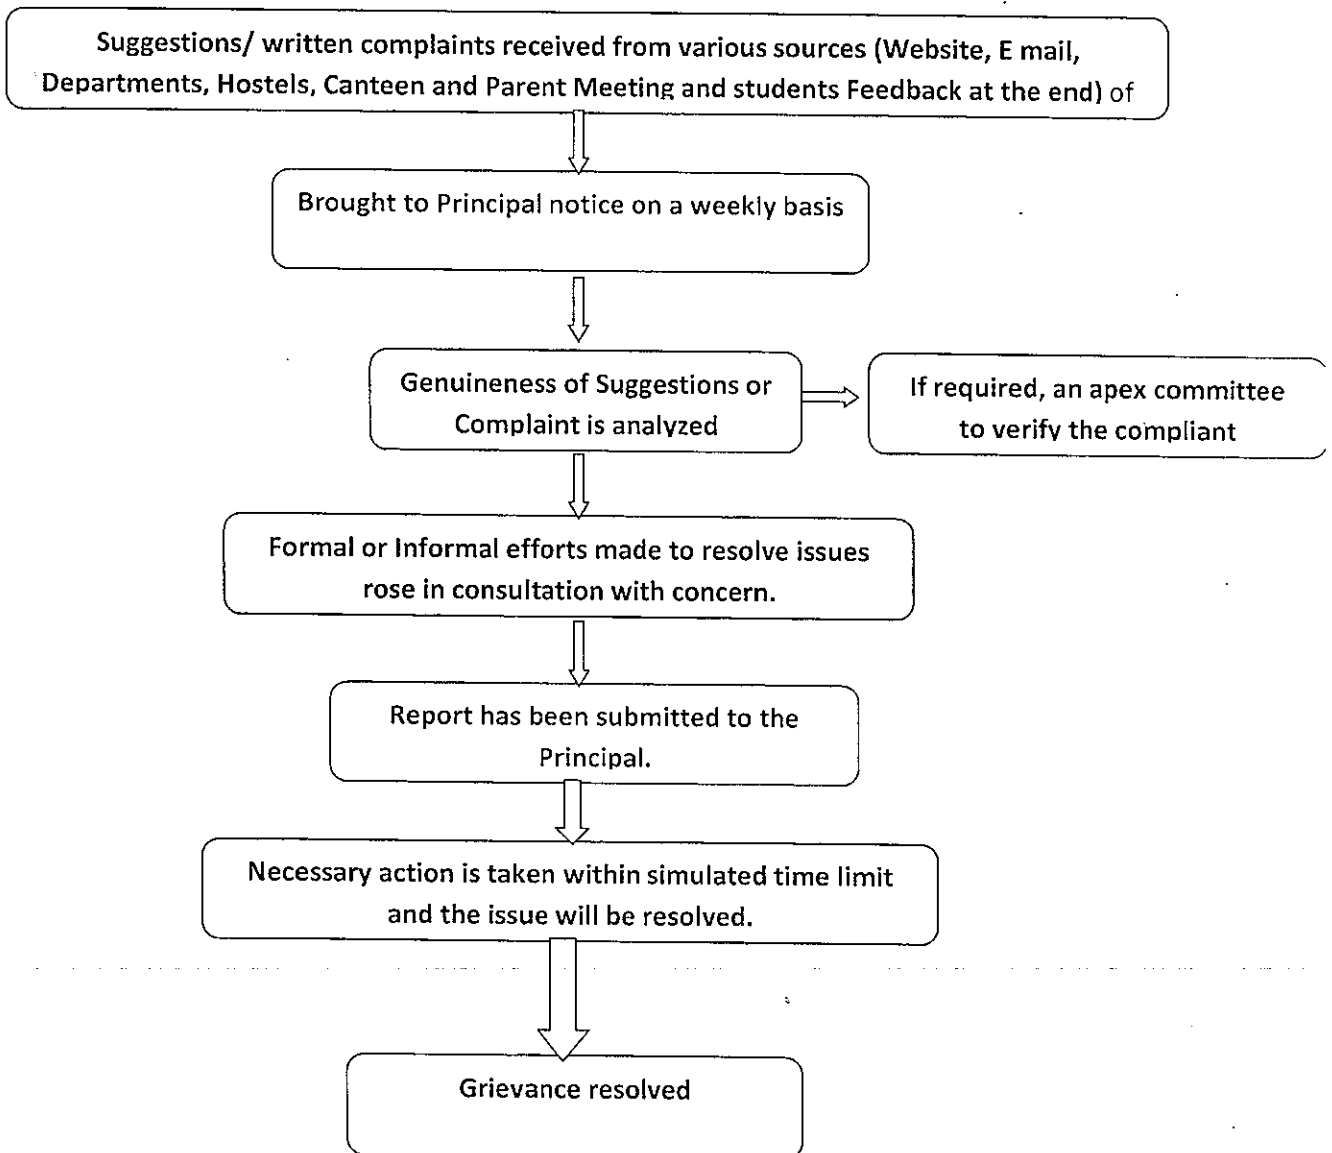 Suggestions/ written complaints received from various sources (Website, E mail,
Departments, Hostels, Canteen and Parent Meeting and students Feedback at the end) of
Brought to Principal notice on a weekly basis
Genuineness of Suggestions or
Complaint is analyzed
If required, an apex committee
to verify the compliant
Formal or Informal efforts made to resolve issues
rose in consultation with concern.
Report has been submitted to the
Principal.
Necessary action is taken within simulated time limit
and the issue will be resolved.
Grievance resolved